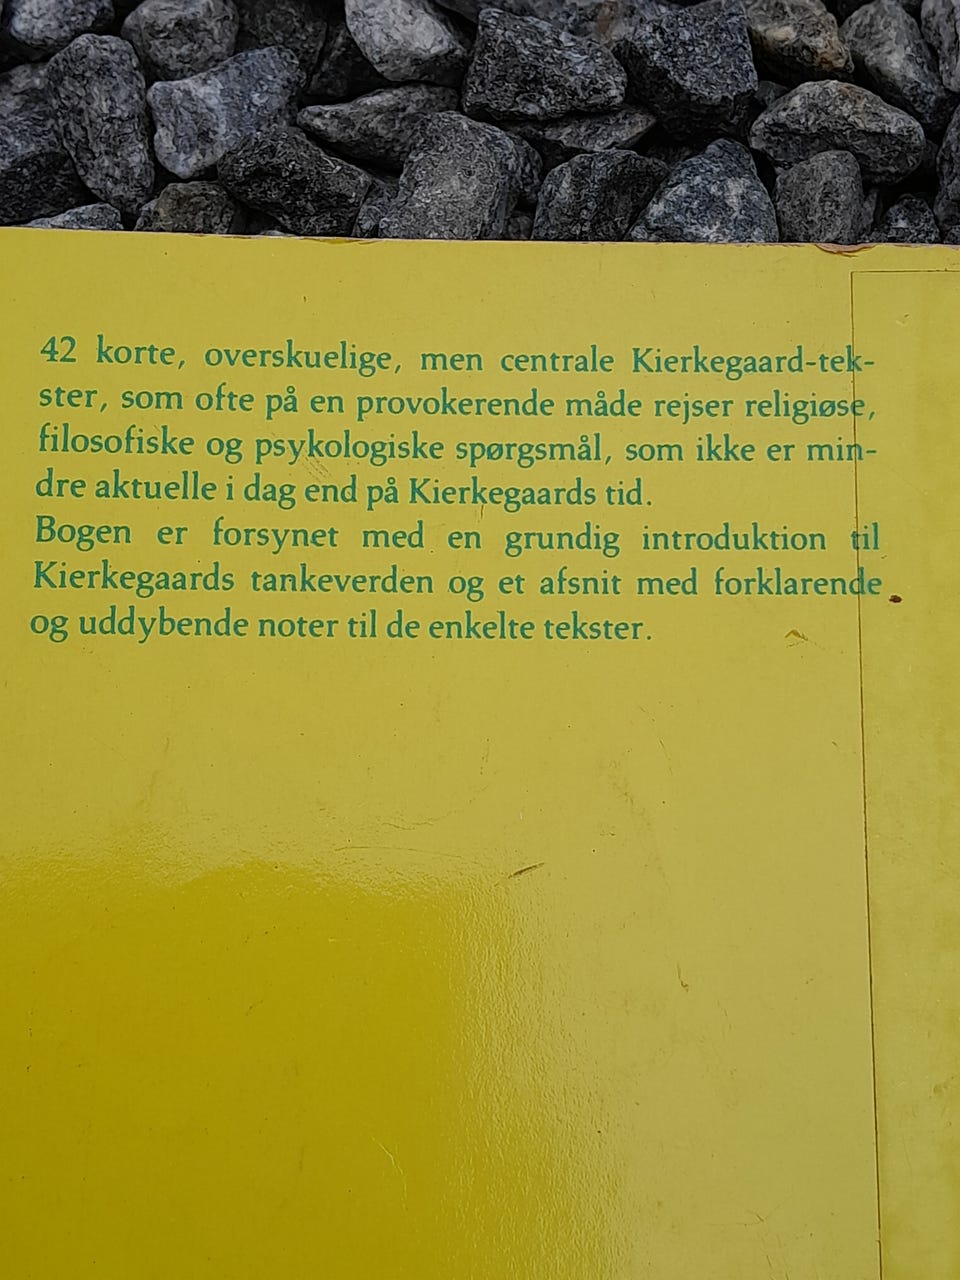 42 korte, overskuelige, men centrale Kierkegaard-tek-
ster, som ofte på en provokerende måde rejser religiøse,
filosofiske og psykologiske spørgsmål, som ikke er min-
dre aktuelle i dag end på Kierkegaards tid.
Bogen er forsynet med en grundig introduktion til
Kierkegaards tankeverden og et afsnit med forklarende
og uddybende noter til de enkelte tekster.